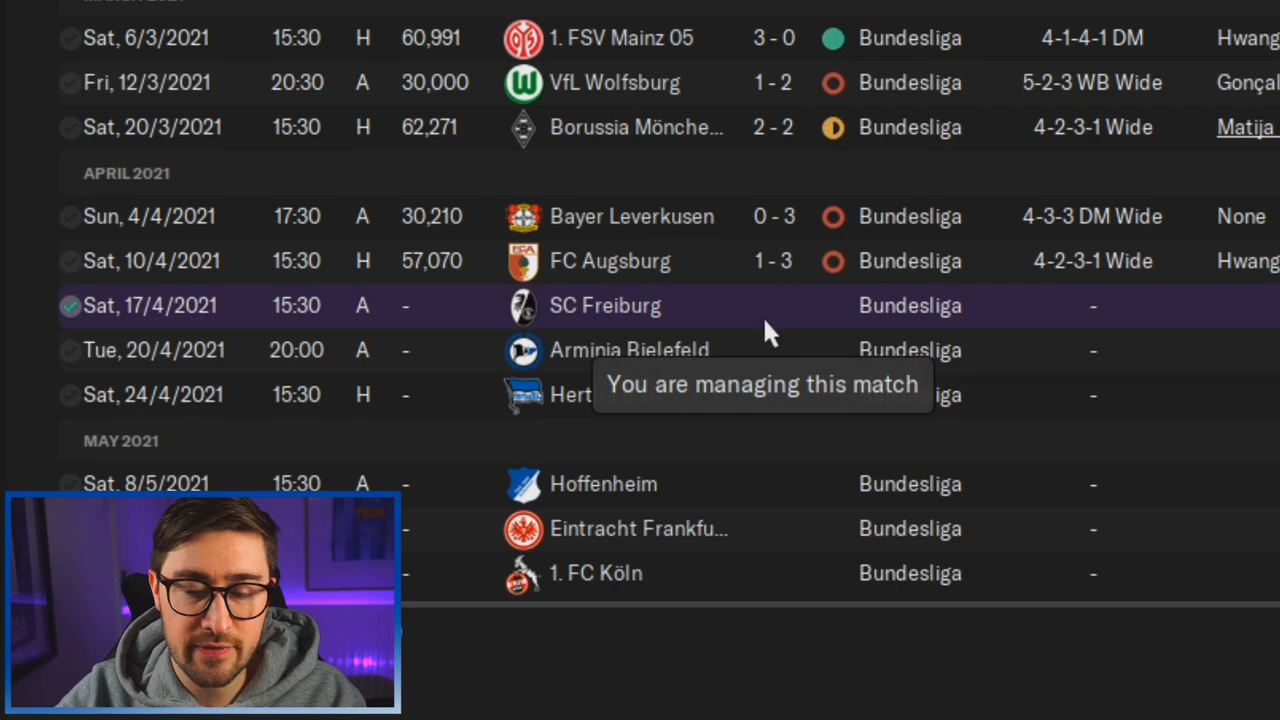 Sat, 6/3/2021 15:30 H 60,991 1. FSV Mainz 05 3 - 0 Bundesliga 4-1-4-1 DM Hwang
Fri, 12/3/2021 20:30 A 30,000 VfL Wolfsburg 1 - 2 Bundesliga 5-2-3 WB Wide Gonçal
Sat, 20/3/2021 15:30 H 62,271 Borussia Mönche... 2 - 2 Bundesliga 4-2-3-1 Wide Matija
APRIL 2021
Sun, 4/4/2021 17:30 A 30,210 Bayer Leverkusen 0 - 3 Bundesliga 4-3-3 DM Wide None
Sat, 10/4/2021 15:30 H 57,070 FC Augsburg 1 - 3 Bundesliga 4-2-3-1 Wide Hwang
Sat, 17/4/2021 15:30 A - SC Freiburg Bundesliga -
Tue, 20/4/2021 20:00 A - Arminia Bielefeld Bundesliga -
You are managing this match
Sat, 24/4/2021 15:30 H - Hert iga -
MAY 2021
Sat, 8/5/2021 15:30 A - Hoffenheim Bundesliga -
- Eintracht Frankfu... Bundesliga -
- 1. FC Köln Bundesliga -